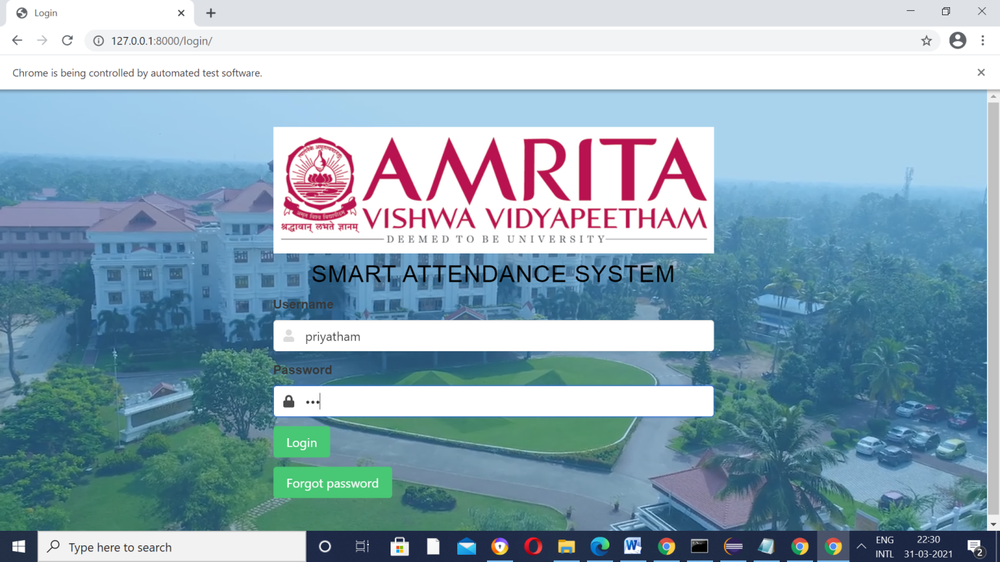 Login
127.0.0.1:8000/login/
Chrome is being controlled by automated test software.
AMRITA
VISHWA VIDYAPEETHAM
श्रद्धावान् लभते ज्ञानम्
DEEMED TO BE UNIVERSITY
SMART ATTENDANCE SYSTEM
Username
priyatham
Password
•••
Login
Forgot password
Type here to search
ENG
INTL
22:30
31-03-2021
2